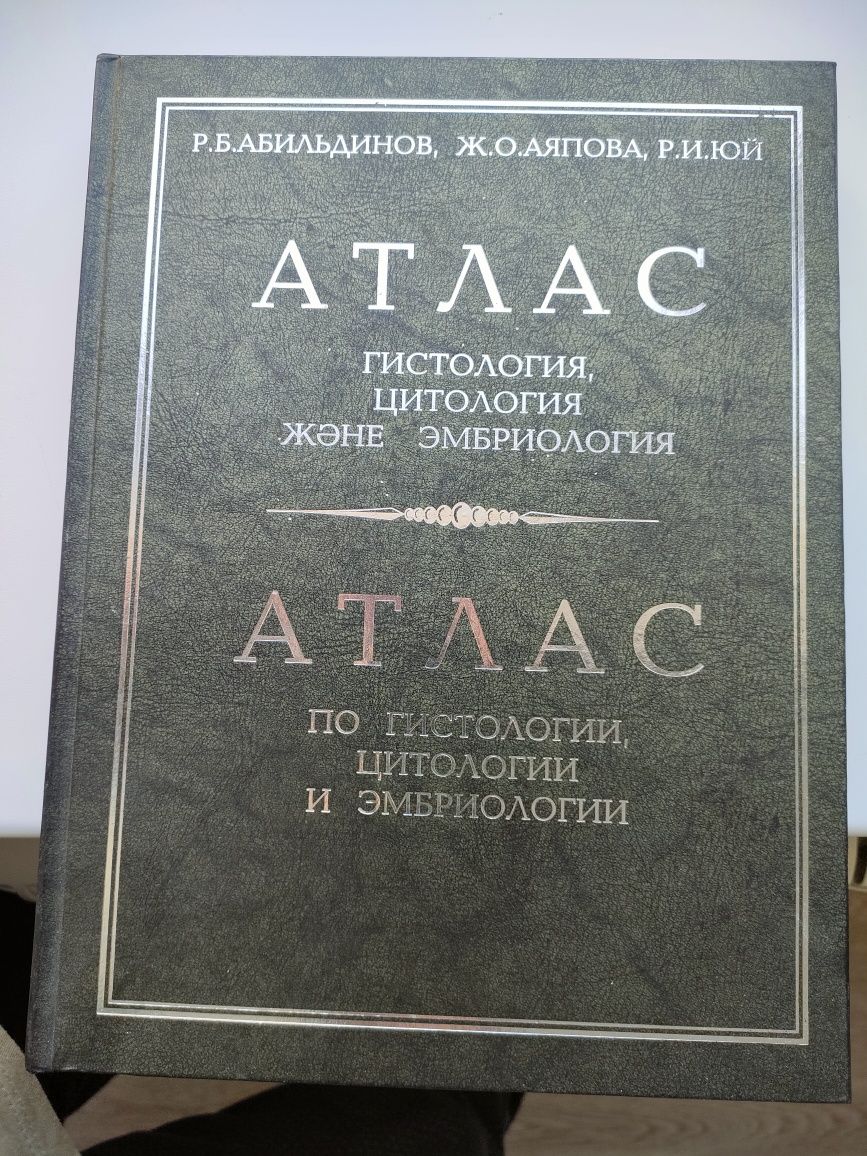 Р.Б.АБИЛЬДИНОВ, Ж.О.АЯПОВА, Р.И.ЮЙ
АТЛАС
ГИСТОЛОГИЯ,
ЦИТОЛОГИЯ
ЖӘНЕ ЭМБРИОЛОГИЯ
АТЛАС
ПО ГИСТОЛОГИИ,
ЦИТОЛОГИИ
И ЭМБРИОЛОГИИ